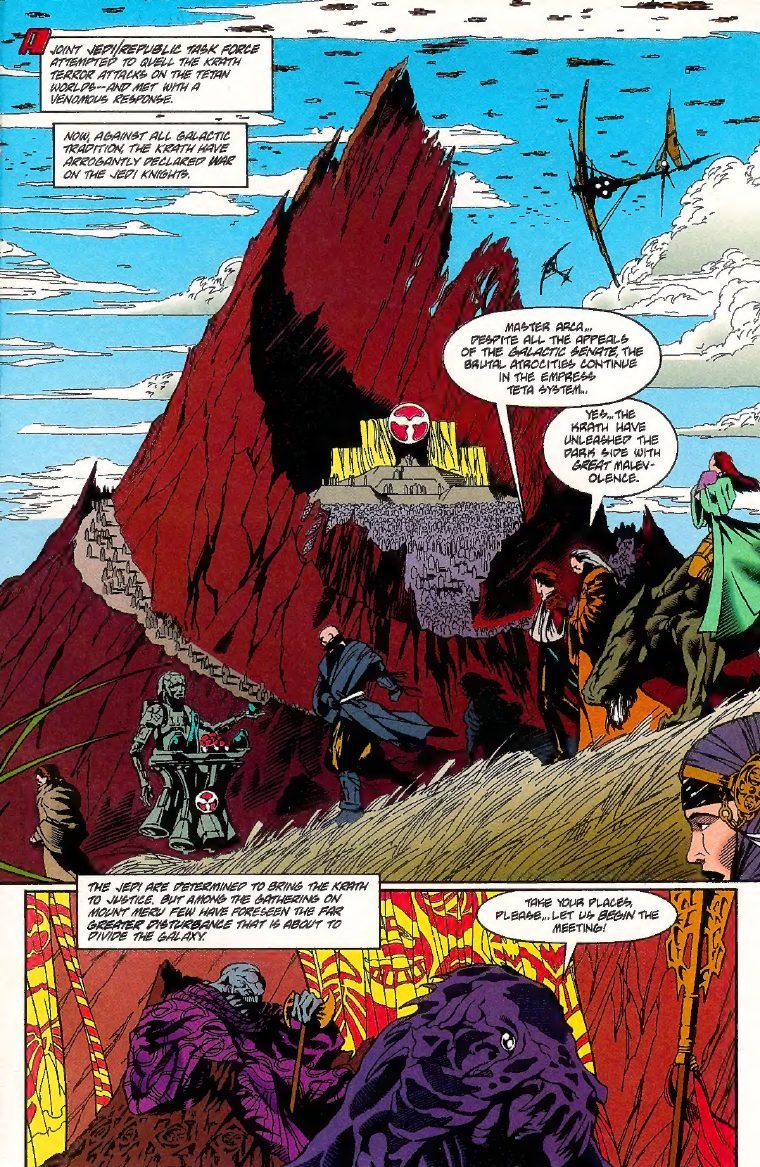 A
JOINT JEDI/REPUBLIC TASK FORCE
ATTEMPTED TO QUELL THE KRATH
TERROR ATTACKS ON THE TETAN
WORLDS--AND MET WITH A
VENOMOUS RESPONSE.
NOW, AGAINST ALL GALACTIC
TRADITION, THE KRATH HAVE
ARROGANTLY DECLARED WAR
ON THE JEDI KNIGHTS.
MASTER ARCA...
DESPITE ALL THE APPEALS
OF THE GALACTIC SENATE, THE
BRUTAL ATROCITIES CONTINUE
IN THE EMPRESS
TETA SYSTEM...
YES... THE
KRATH HAVE
UNLEASHED THE
DARK SIDE WITH
GREAT MALEV-
OLENCE.
THE JEDI ARE DETERMINED TO BRING THE KRATH
TO JUSTICE. BUT AMONG THE GATHERING ON
MOUNT MERU FEW HAVE FORESEEN THE FAR
GREATER DISTURBANCE THAT IS ABOUT TO
DIVIDE THE GALAXY.
TAKE YOUR PLACES,
PLEASE... LET US BEGIN THE
MEETING!